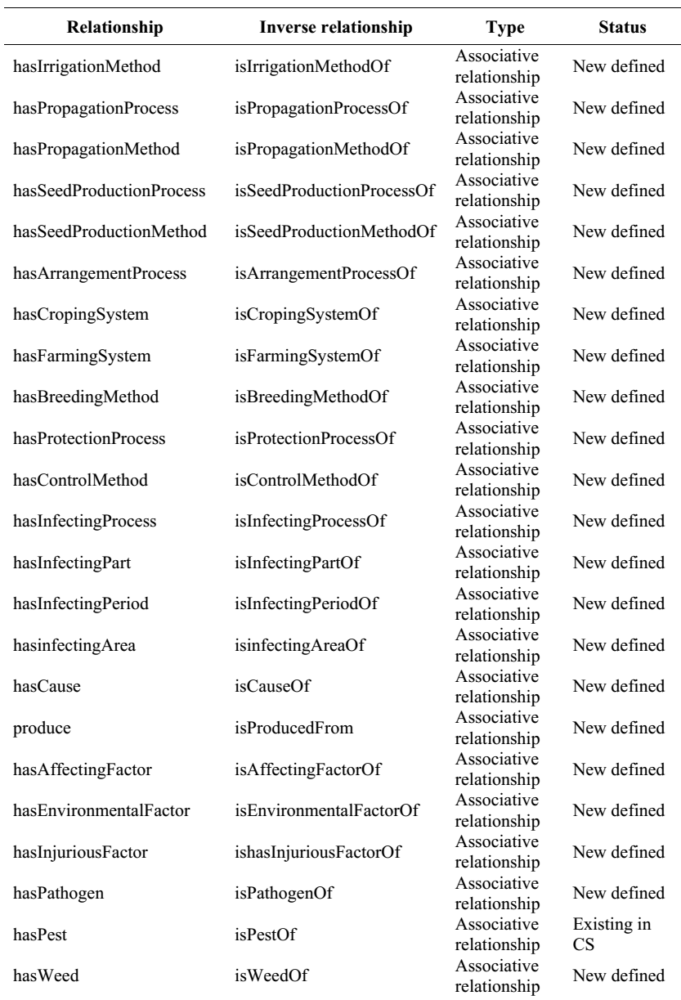 Relationship Inverse relationship Type Status
hasIrrigationMethod isIrrigationMethodOf Associative relationship New defined
hasPropagationProcess isPropagationProcessOf Associative relationship New defined
hasPropagationMethod isPropagationMethodOf Associative relationship New defined
hasSeedProductionProcess isSeedProductionProcessOf Associative relationship New defined
hasSeedProductionMethod isSeedProductionMethodOf Associative relationship New defined
hasArrangementProcess isArrangementProcessOf Associative relationship New defined
hasCropingSystem isCropingSystemOf Associative relationship New defined
hasFarmingSystem isFarmingSystemOf Associative relationship New defined
hasBreedingMethod isBreedingMethodOf Associative relationship New defined
hasProtectionProcess isProtectionProcessOf Associative relationship New defined
hasControlMethod isControlMethodOf Associative relationship New defined
hasInfectingProcess isInfectingProcessOf Associative relationship New defined
hasInfectingPart isInfectingPartOf Associative relationship New defined
hasInfectingPeriod isInfectingPeriodOf Associative relationship New defined
hasinfectingArea isinfectingAreaOf Associative relationship New defined
hasCause isCauseOf Associative relationship New defined
produce isProducedFrom Associative relationship New defined
hasAffectingFactor isAffectingFactorOf Associative relationship New defined
hasEnvironmentalFactor isEnvironmentalFactorOf Associative relationship New defined
hasInjuriousFactor ishasInjuriousFactorOf Associative relationship New defined
hasPathogen isPathogenOf Associative relationship New defined
hasPest isPestOf Associative relationship Existing in CS
hasWeed isWeedOf Associative relationship New defined